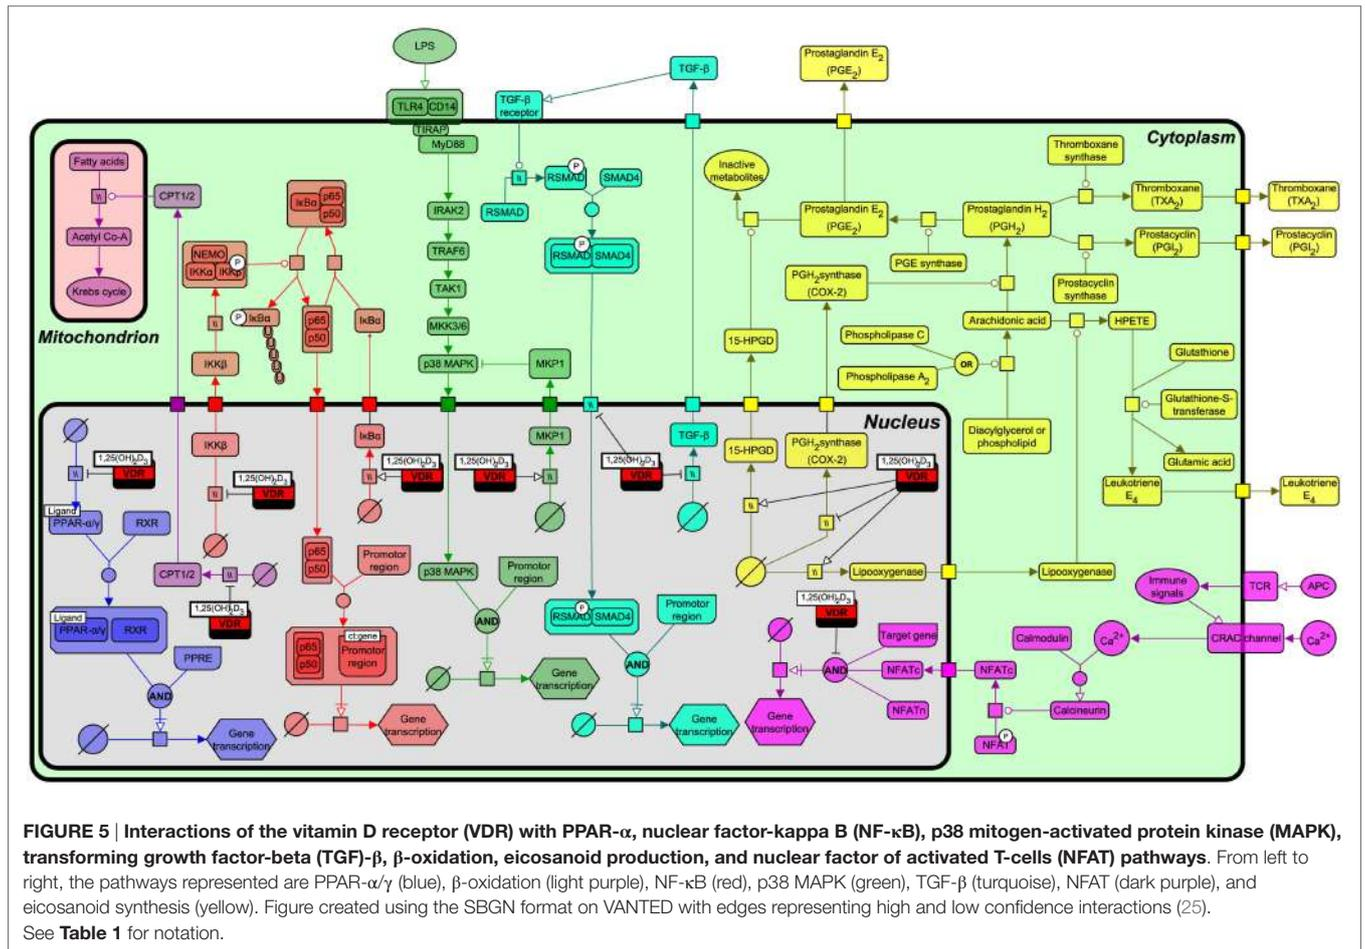 LPS
TLR4 CD14
TIRAP
MyD88
IRAK2
TRAF6
TAK1
MKK3/6
p38 MAPK
MKP1
TGF-β
receptor
TGF-β
P
RSMAD
SMAD4
RSMAD
P
RSMAD SMAD4
Prostaglandin E2
(PGE2)
Cytoplasm
Fatty acids
CPT1/2
Acetyl Co-A
Krebs cycle
Mitochondrion
IκBα
p65
p50
NEMO
IKKα IKKβ
P
P
IκBα
p65
p50
IκBα
IKKβ
Inactive
metabolites
Prostaglandin E2
(PGE2)
PGE synthase
Prostaglandin H2
(PGH2)
Thromboxane
synthase
Thromboxane
(TXA2)
Thromboxane
(TXA2)
Prostacyclin
(PGI2)
Prostacyclin
(PGI2)
Prostacyclin
synthase
PGH2synthase
(COX-2)
15-HPGD
Arachidonic acid
HPETE
Phospholipase C
Phospholipase A2
OR
Diacylglycerol or
phospholipid
Glutathione
Glutathione-S-
transferase
Glutamic acid
Leukotriene
E4
Leukotriene
E4
Nucleus
1,25(OH)2D3
VDR
Ligand
PPAR-α/γ
RXR
Ligand
PPAR-α/γ
RXR
PPRE
AND
Gene
transcription
IKKβ
1,25(OH)2D3
VDR
CPT1/2
1,25(OH)2D3
VDR
IκBα
1,25(OH)2D3
VDR
p65
p50
Promotor
region
p65
p50
ct:gene
Promotor
region
Gene
transcription
1,25(OH)2D3
VDR
MKP1
p38 MAPK
Promotor
region
AND
Gene
transcription
1,25(OH)2D3
VDR
TGF-β
P
RSMAD SMAD4
Promotor
region
AND
Gene
transcription
15-HPGD
PGH2synthase
(COX-2)
1,25(OH)2D3
VDR
Lipooxygenase
Lipooxygenase
1,25(OH)2D3
VDR
Target gene
AND
NFATc
NFATn
Gene
transcription
NFATc
NFAT
P
Calmodulin
Ca2+
Calcineurin
Immune
signals
TCR
APC
CRAC channel
Ca2+
FIGURE 5 | Interactions of the vitamin D receptor (VDR) with PPAR-α, nuclear factor-kappa B (NF-κB), p38 mitogen-activated protein kinase (MAPK),
transforming growth factor-beta (TGF)-β, β-oxidation, eicosanoid production, and nuclear factor of activated T-cells (NFAT) pathways. From left to
right, the pathways represented are PPAR-α/γ (blue), β-oxidation (light purple), NF-κB (red), p38 MAPK (green), TGF-β (turquoise), NFAT (dark purple), and
eicosanoid synthesis (yellow). Figure created using the SBGN format on VANTED with edges representing high and low confidence interactions (25).
See Table 1 for notation.